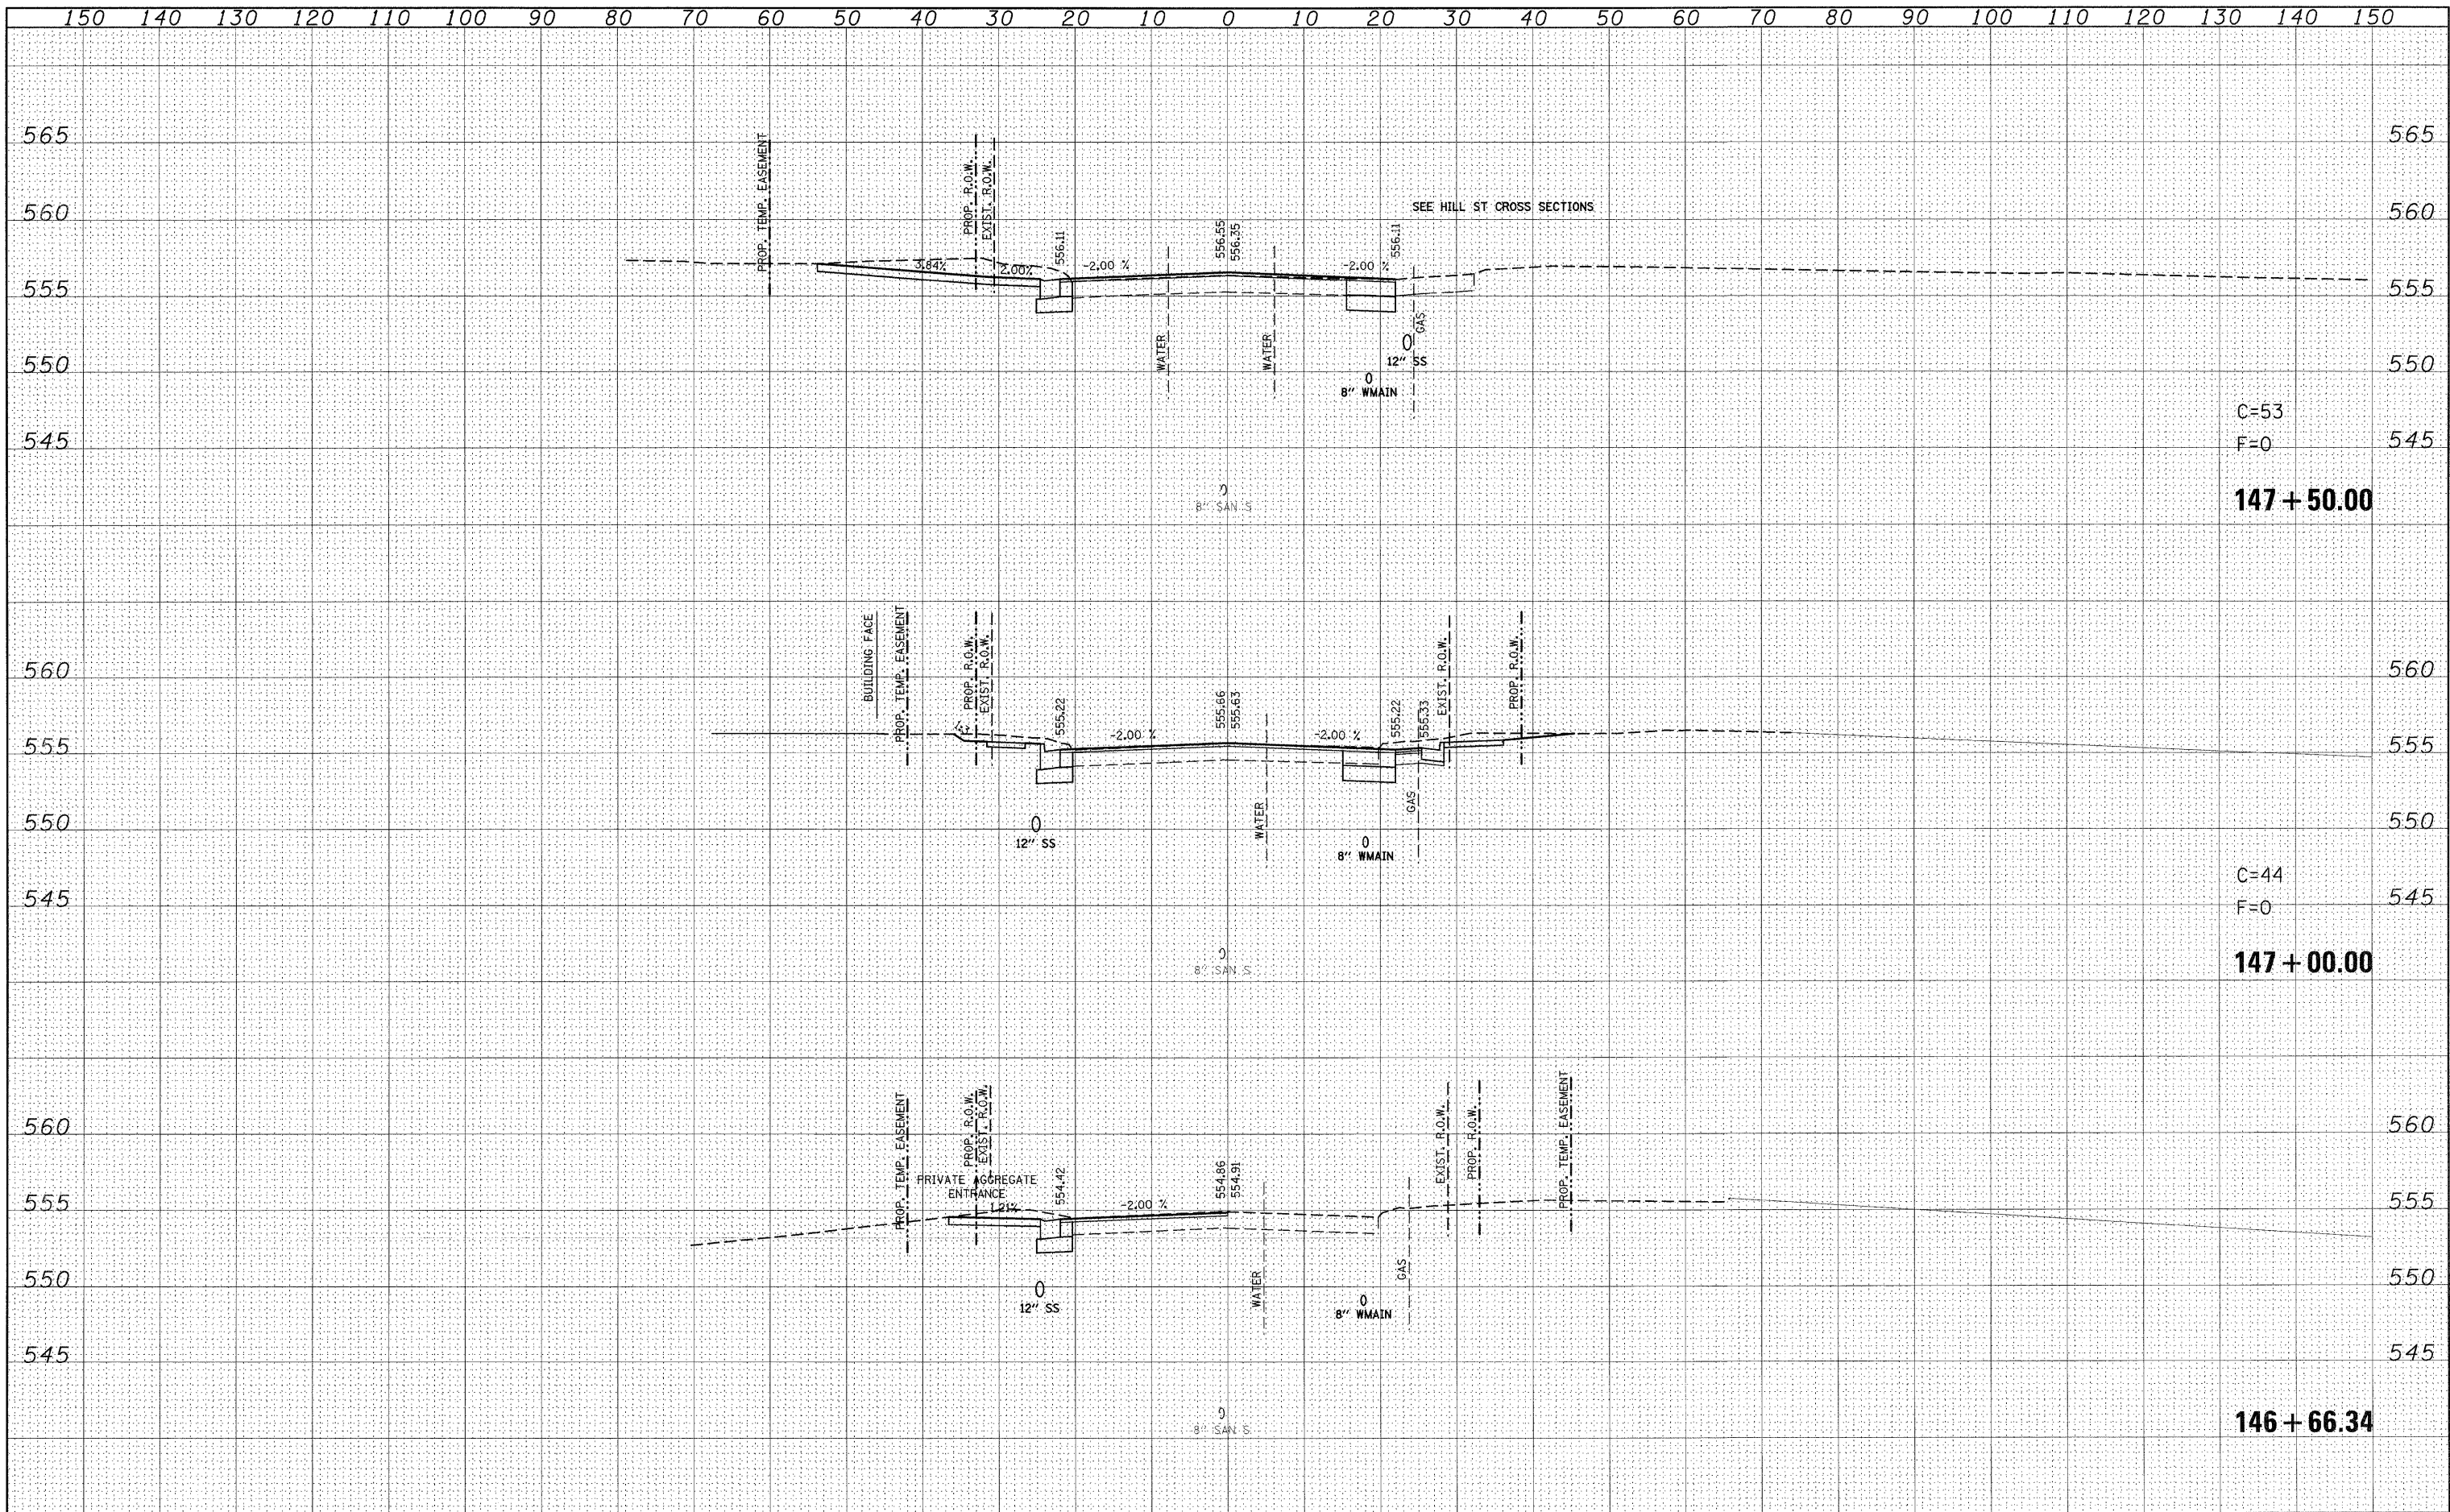 150 140 130 120 110 100 90 80 70 60 50 40 30 20 10 0 10 20 30 40 50 60 70 80 90 100 110 120 130 140 150
565 565
PROP. TEMP. EASEMENT
PROP. R.O.W.
EXIST. R.O.W.
560 560
SEE HILL ST CROSS SECTIONS
556.11
556.55
556.35
556.11
3.84%
2.00%
-2.00 %
-2.00 %
555 555
WATER
WATER
GAS
12" SS
550 550
8" WMAIN
C=53
545 545
F=0
8" SAN S
147+50.00
BUILDING FACE
PROP. TEMP. EASEMENT
PROP. R.O.W.
EXIST. R.O.W.
EXIST. R.O.W.
PROP. R.O.W.
560 560
555.22
555.66
555.63
555.22
555.33
-2.00 %
-2.00 %
555 555
WATER
GAS
550 550
12" SS
8" WMAIN
C=44
545 545
F=0
8" SAN S
147+00.00
PROP. TEMP. EASEMENT
PROP. R.O.W.
EXIST. R.O.W.
EXIST. R.O.W.
PROP. R.O.W.
PROP. TEMP. EASEMENT
560 560
PRIVATE AGGREGATE
ENTRANCE
554.42
554.86
554.91
1.21%
-2.00 %
555 555
WATER
GAS
550 550
12" SS
8" WMAIN
545 545
8" SAN S
146+66.34